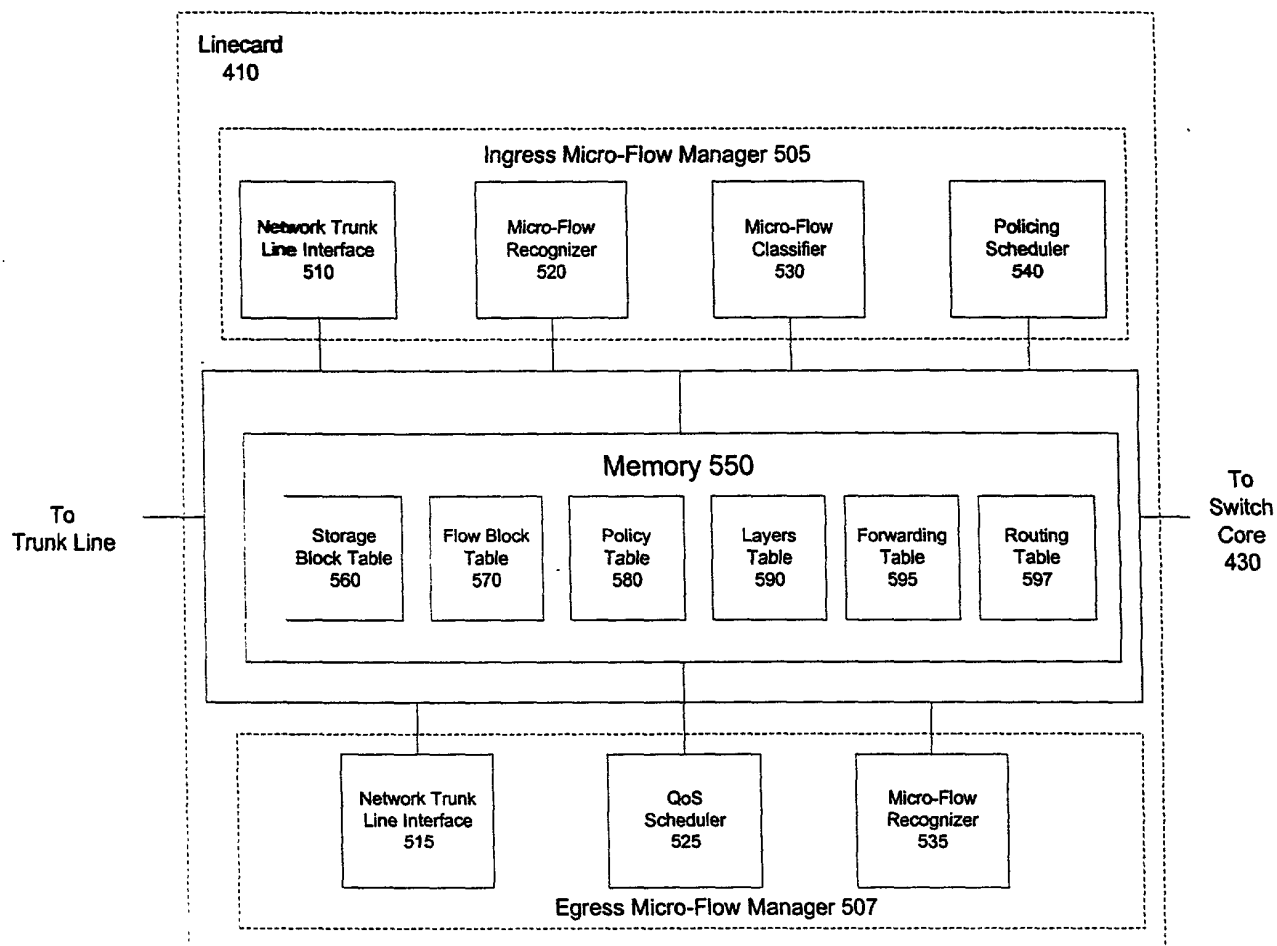 Linecard
410
Ingress Micro-Flow Manager 505
Network Trunk
Line Interface
510
Micro-Flow
Recognizer
520
Micro-Flow
Classifier
530
Policing
Scheduler
540
To
Trunk Line
Memory 550
Storage
Block Table
560
Flow Block
Table
570
Policy
Table
580
Layers
Table
590
Forwarding
Table
595
Routing
Table
597
To
Switch
Core
430
Network Trunk
Line Interface
515
QoS
Scheduler
525
Micro-Flow
Recognizer
535
Egress Micro-Flow Manager 507